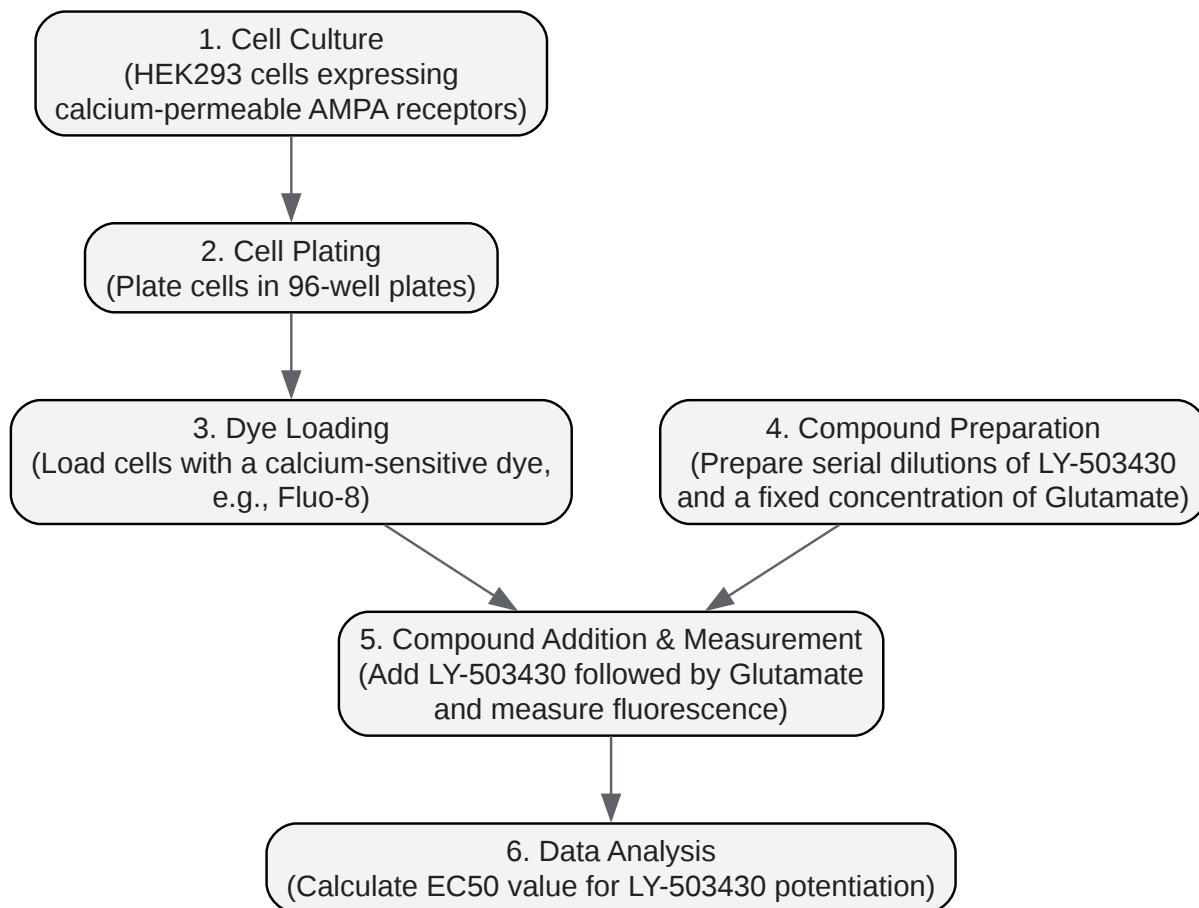 1. Cell Culture
(HEK293 cells expressing
calcium-permeable AMPA receptors)
2. Cell Plating
(Plate cells in 96-well plates)
3. Dye Loading
(Load cells with a calcium-sensitive dye,
e.g., Fluo-8)
4. Compound Preparation
(Prepare serial dilutions of LY-503430
and a fixed concentration of Glutamate)
5. Compound Addition & Measurement
(Add LY-503430 followed by Glutamate
and measure fluorescence)
6. Data Analysis
(Calculate EC50 value for LY-503430 potentiation)